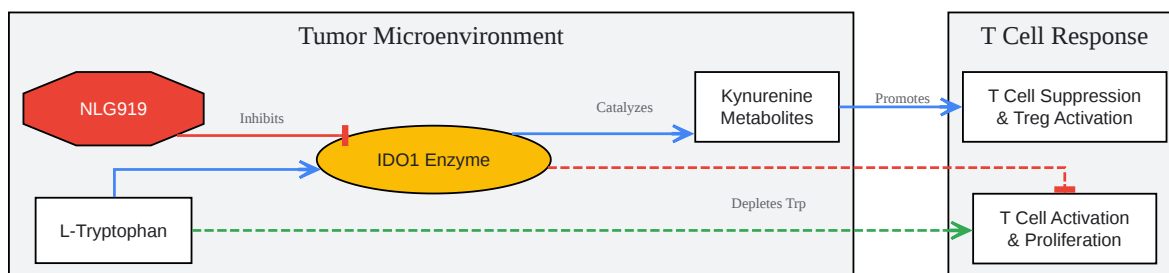 Tumor Microenvironment
T Cell Response
NLG919
Inhibits
Catalyzes
Kynurenine
Metabolites
Promotes
T Cell Suppression
& Treg Activation
IDO1 Enzyme
L-Tryptophan
Depletes Trp
T Cell Activation
& Proliferation